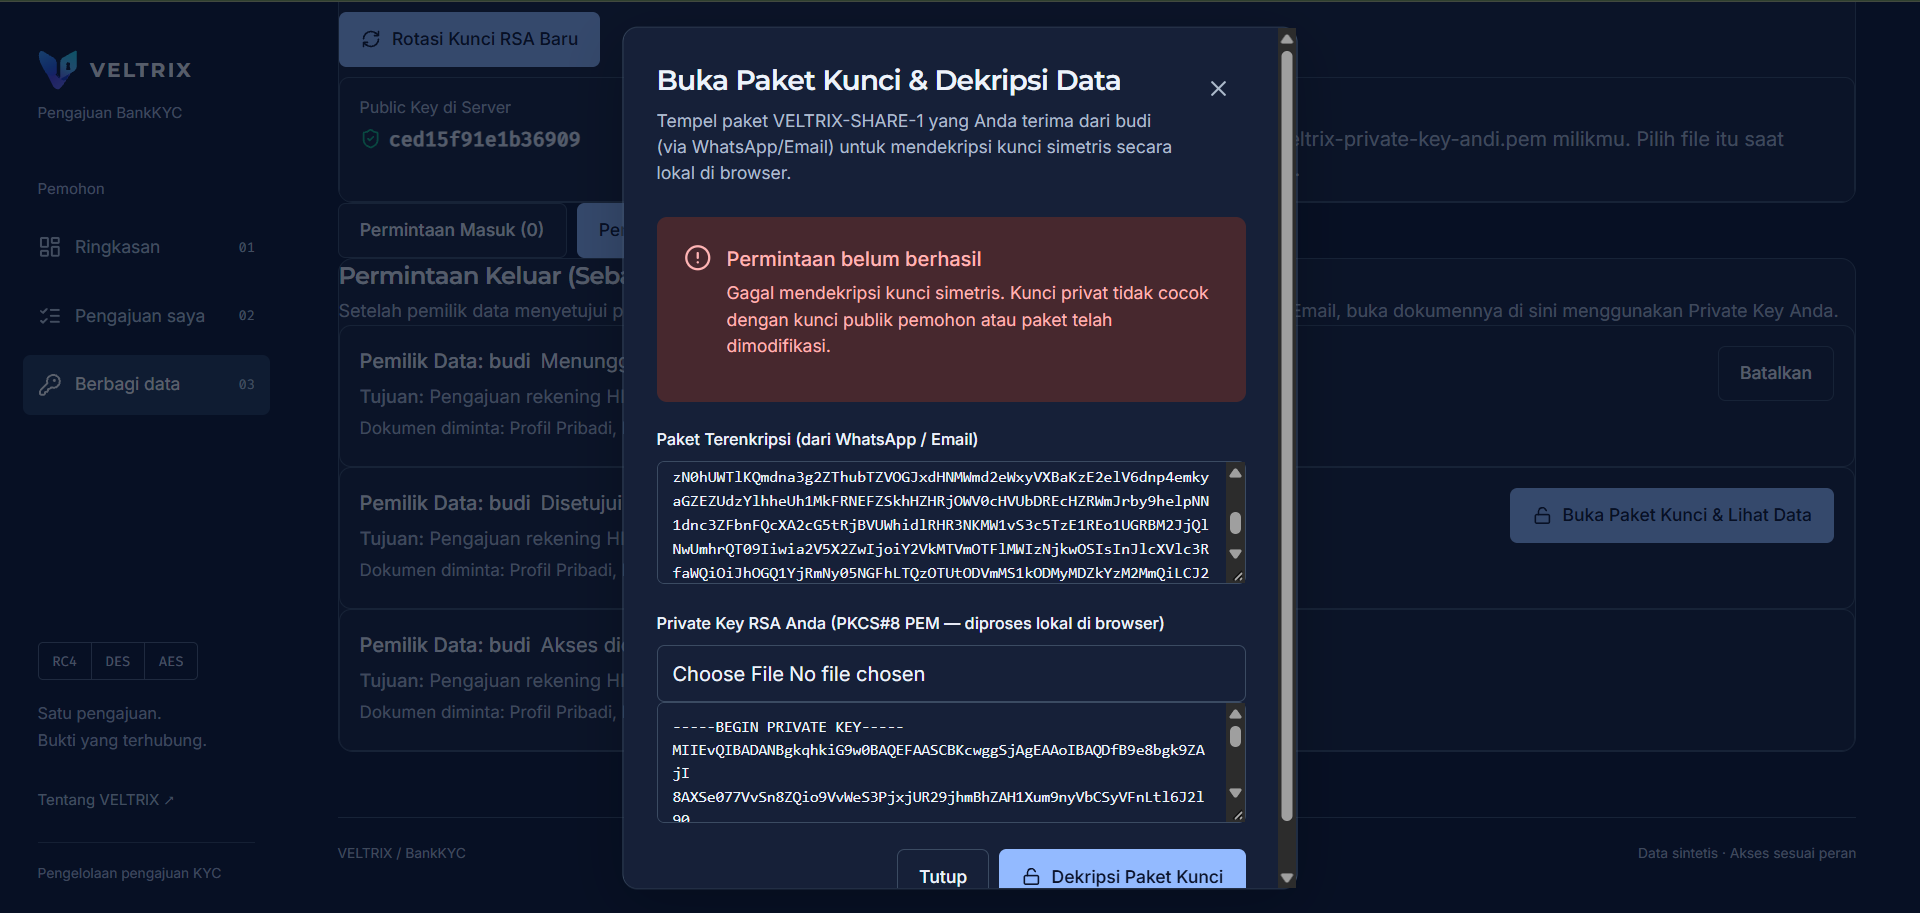 VELTRIX
Pengajuan BankKYC
Pemohon
Ringkasan 01
Pengajuan saya 02
Berbagi data 03
RC4 DES AES
Satu pengajuan.
Bukti yang terhubung.
Tentang VELTRIX ↗
Pengelolaan pengajuan KYC
Rotasi Kunci RSA Baru
Public Key di Server
ced15f91e1b36909
eltrix-private-key-andi.pem milikmu. Pilih file itu saat
Permintaan Masuk (0)
Pe
Permintaan Keluar (Seba
Setelah pemilik data menyetujui p
Email, buka dokumennya di sini menggunakan Private Key Anda.
Pemilik Data: budi Menungg
Tujuan: Pengajuan rekening H
Dokumen diminta: Profil Pribadi,
Batalkan
Pemilik Data: budi Disetujui
Tujuan: Pengajuan rekening H
Dokumen diminta: Profil Pribadi,
Buka Paket Kunci & Lihat Data
Pemilik Data: budi Akses di
Tujuan: Pengajuan rekening H
Dokumen diminta: Profil Pribadi,
VELTRIX / BankKYC
Data sintetis · Akses sesuai peran
Buka Paket Kunci & Dekripsi Data
Tempel paket VELTRIX-SHARE-1 yang Anda terima dari budi
(via WhatsApp/Email) untuk mendekripsi kunci simetris secara
lokal di browser.
Permintaan belum berhasil
Gagal mendekripsi kunci simetris. Kunci privat tidak cocok
dengan kunci publik pemohon atau paket telah
dimodifikasi.
Paket Terenkripsi (dari WhatsApp / Email)
zN0hUWTlKQmdna3g2ZThubTZVOGJxdHNMWmd2eWxyVXBaKzE2elV6dnp4emky
aGZEZUdzYlhheUh1MkFRNEFZSkhHZHRjOWV0cHVUbDREcHZRWmJrby9helpNN
1dnc3ZFbnFQcXA2cG5tRjBVUWhidlRHR3NKMW1vS3c5TzE1REo1UGRBM2JjQl
NwUmhrQT09Iiwia2V5X2ZwIjoiY2VkMTVmOTFlMWIzNjkwOSIsInJlcXVlc3R
faWQiOiJhOGQ1YjRmNy05NGFhLTQzOTUtODVmMS1kODMyMDZkYzM2MmQiLCJ2
Private Key RSA Anda (PKCS#8 PEM — diproses lokal di browser)
Choose File No file chosen
-----BEGIN PRIVATE KEY-----
MIIEvQIBADANBgkqhkiG9w0BAQEFAASCBKcwggSjAgEAAoIBAQDfB9e8bgk9ZA
jI
8AXSe077VvSn8ZQio9VvWeS3PjxjUR29jhmBhZAH1Xum9nyVbCSyVFnLtl6J2l
90
Tutup
Dekripsi Paket Kunci